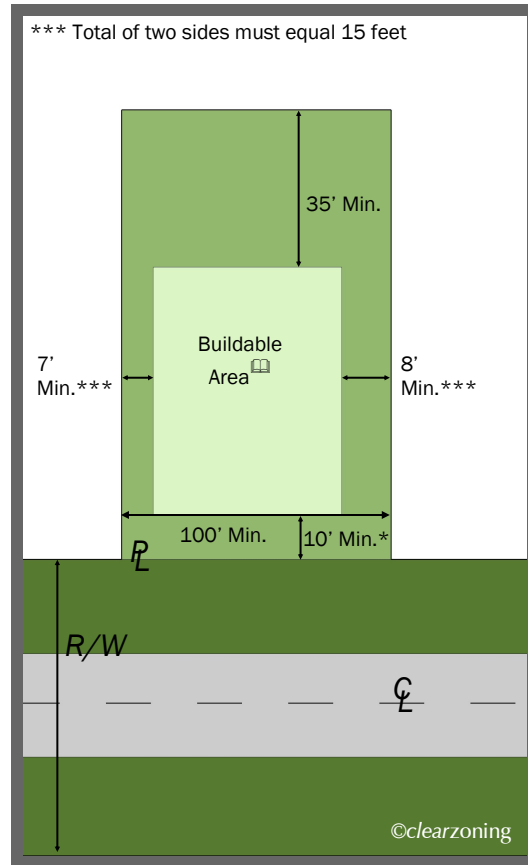 *** Total of two sides must equal 15 feet
35’ Min.
Buildable
Area
7’
Min.***
8’
Min.***
100’ Min.
10’ Min.*
PL
R/W
CL
©clearzoning